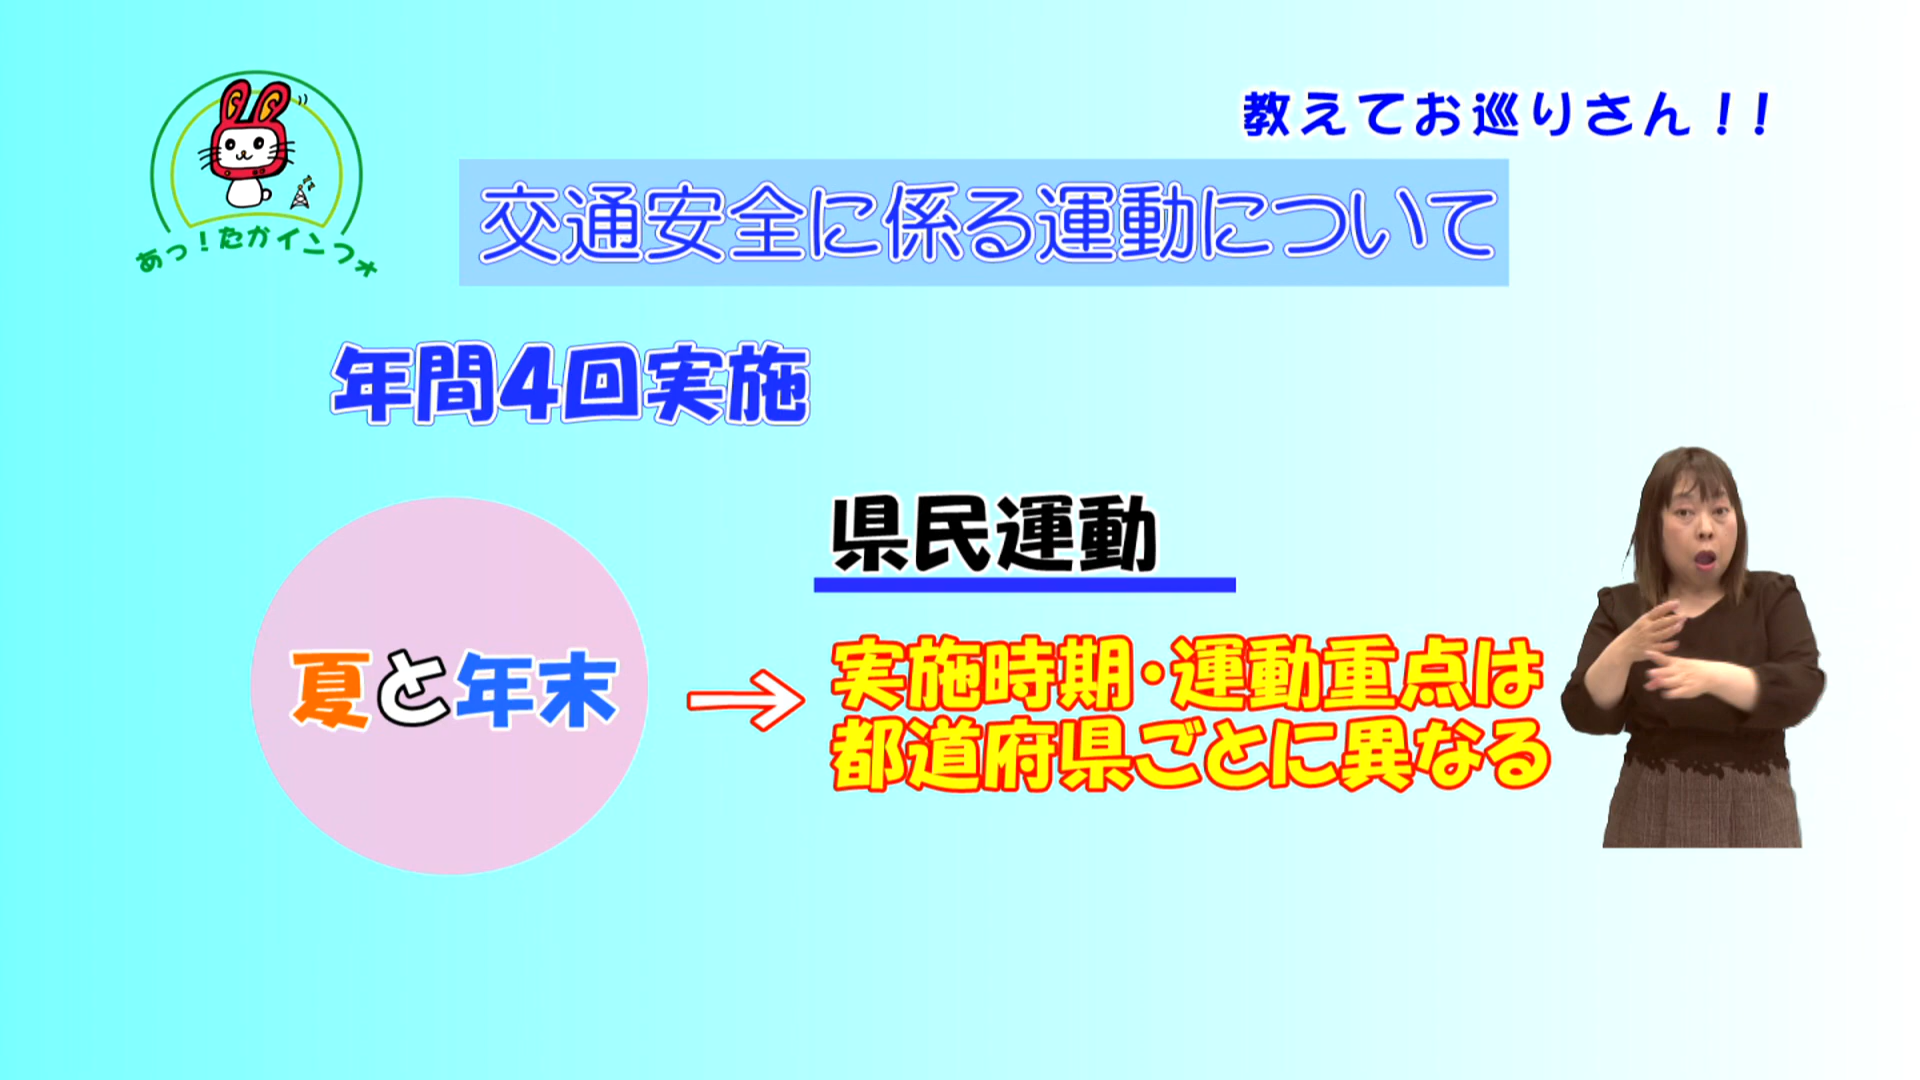 教えてお巡りさん！！
あっ！たかインフォ
交通安全に係る運動について
年間4回実施
県民運動
夏と年末
→
実施時期・運動重点は
都道府県ごとに異なる